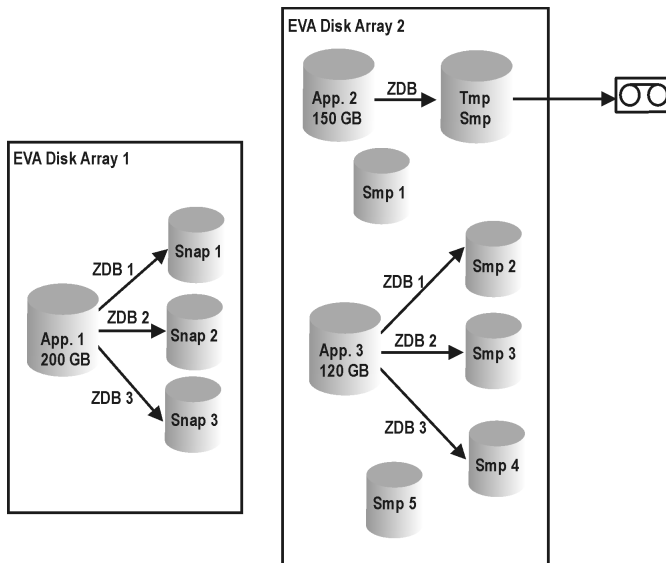 EVA Disk Array 1
App. 1
200 GB
ZDB 1
ZDB 2
ZDB 3
Snap 1
Snap 2
Snap 3
EVA Disk Array 2
App. 2
150 GB
ZDB
Tmp
Smp
Smp 1
App. 3
120 GB
ZDB 1
ZDB 2
ZDB 3
Smp 2
Smp 3
Smp 4
Smp 5